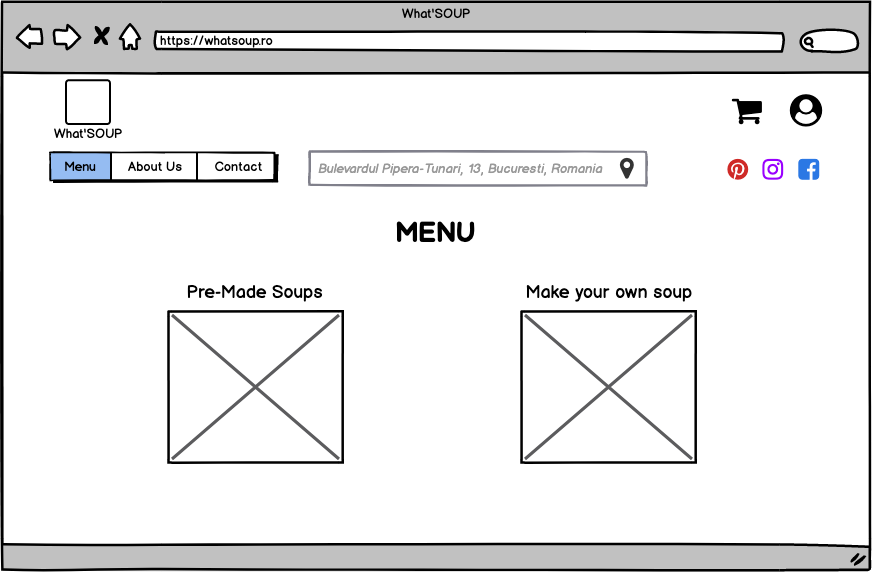 What'SOUP
https://whatsoup.ro
What'SOUP
Menu About Us Contact
Bulevardul Pipera-Tunari, 13, Bucuresti, Romania
MENU
Pre-Made Soups
Make your own soup